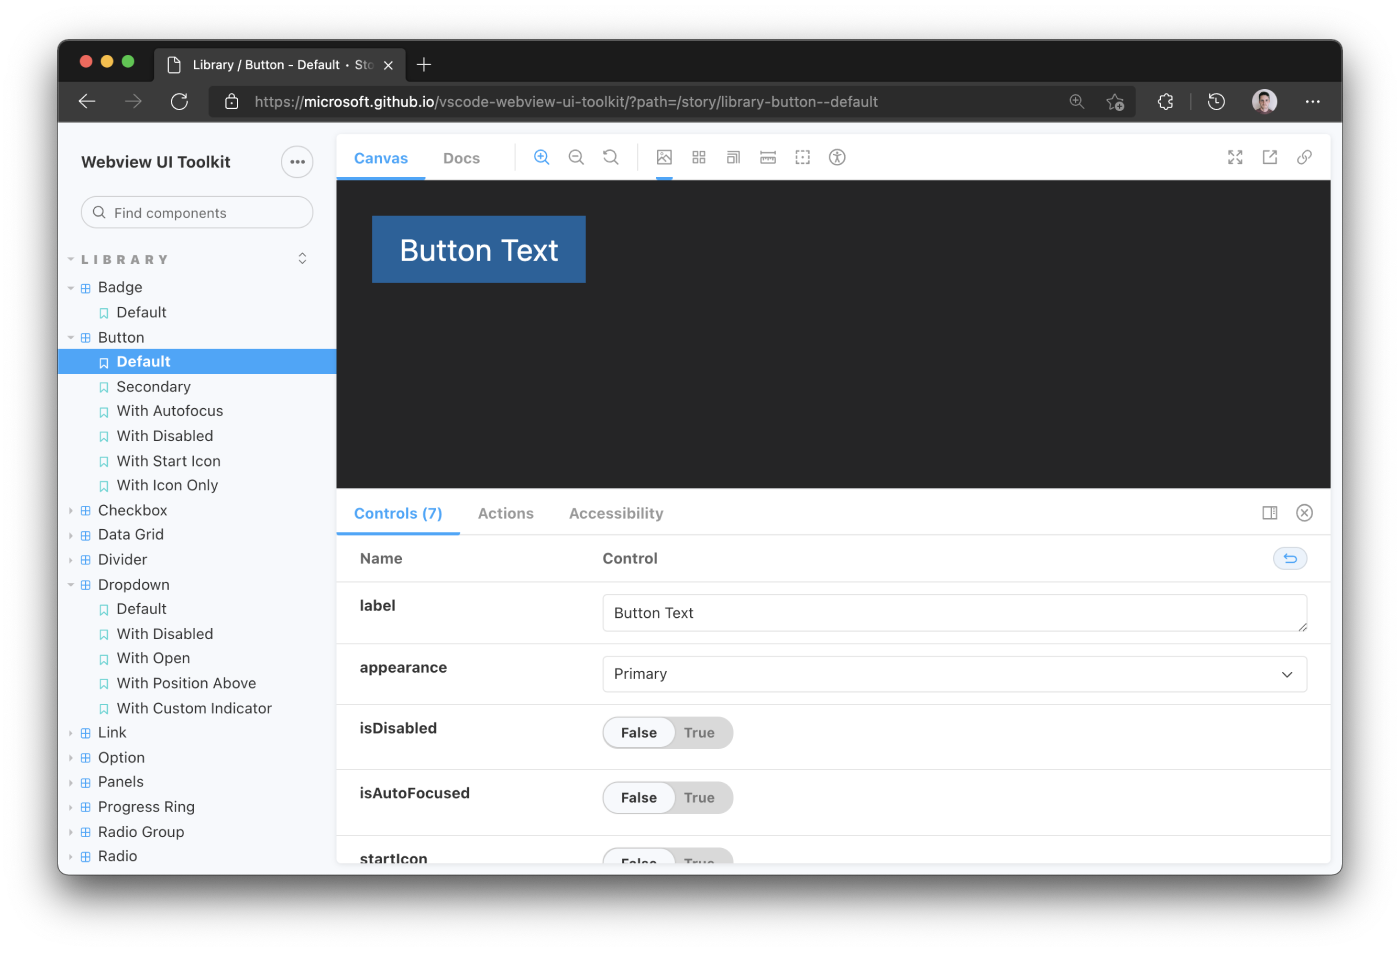 Library / Button - Default • Sto
https://microsoft.github.io/vscode-webview-ui-toolkit/?path=/story/library-button--default
Webview UI Toolkit
Find components
LIBRARY
Badge
Default
Button
Default
Secondary
With Autofocus
With Disabled
With Start Icon
With Icon Only
Checkbox
Data Grid
Divider
Dropdown
Default
With Disabled
With Open
With Position Above
With Custom Indicator
Link
Option
Panels
Progress Ring
Radio Group
Radio
Canvas Docs
Button Text
Controls (7) Actions Accessibility
Name Control
label Button Text
appearance Primary
isDisabled False True
isAutoFocused False True
startIcon False True